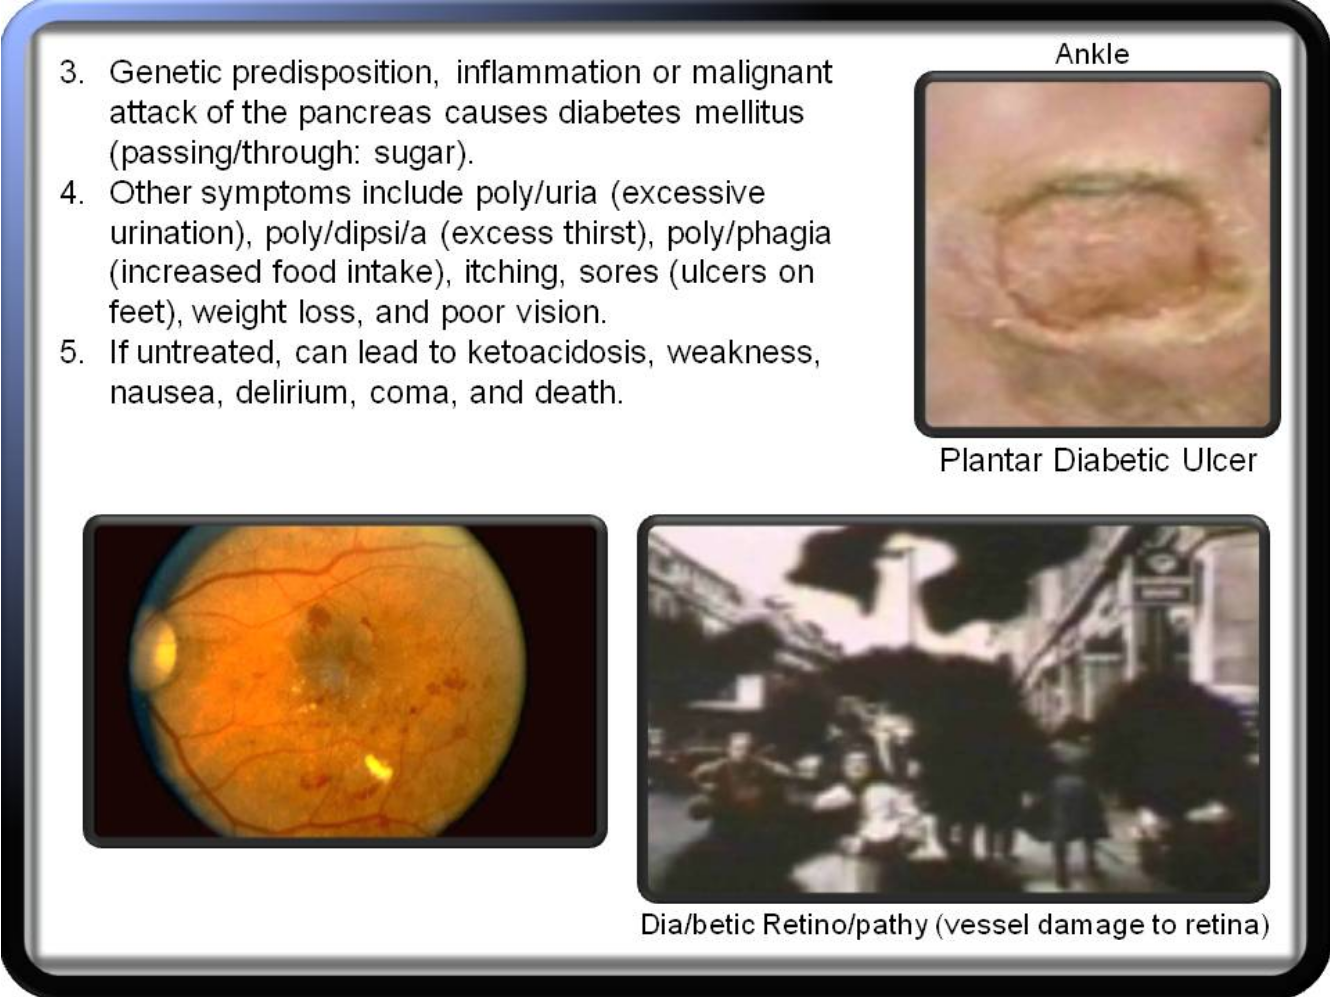 3. Genetic predisposition, inflammation or malignant
attack of the pancreas causes diabetes mellitus
(passing/through: sugar).
4. Other symptoms include poly/uria (excessive
urination), poly/dipsi/a (excess thirst), poly/phagia
(increased food intake), itching, sores (ulcers on
feet), weight loss, and poor vision.
5. If untreated, can lead to ketoacidosis, weakness,
nausea, delirium, coma, and death.
Ankle
Plantar Diabetic Ulcer
Dia/betic Retino/pathy (vessel damage to retina)